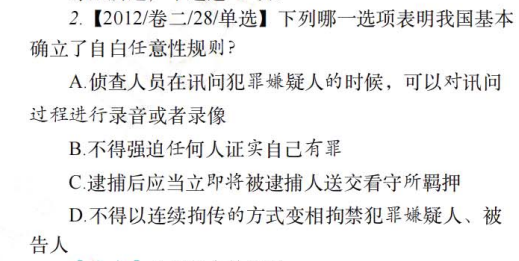 2.【2012/卷二/28/单选】下列哪一选项表明我国基本
确立了自白任意性规则?
A.侦查人员在讯问犯罪嫌疑人的时候，可以对讯问
过程进行录音或者录像
B.不得强迫任何人证实自己有罪
C.逮捕后应当立即将被逮捕人送交看守所羁押
D.不得以连续拘传的方式变相拘禁犯罪嫌疑人、被
告人